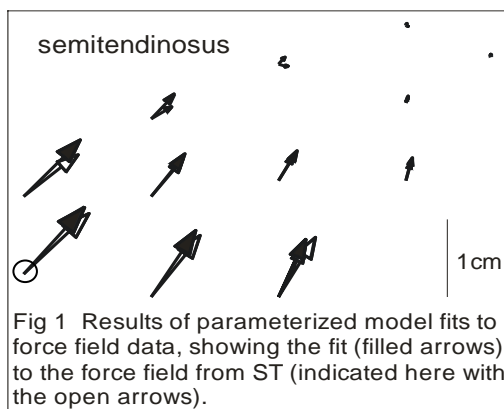 semitendinosus
1cm
Fig 1 Results of parameterized model fits to
force field data, showing the fit (filled arrows)
to the force field from ST (indicated here with
the open arrows).